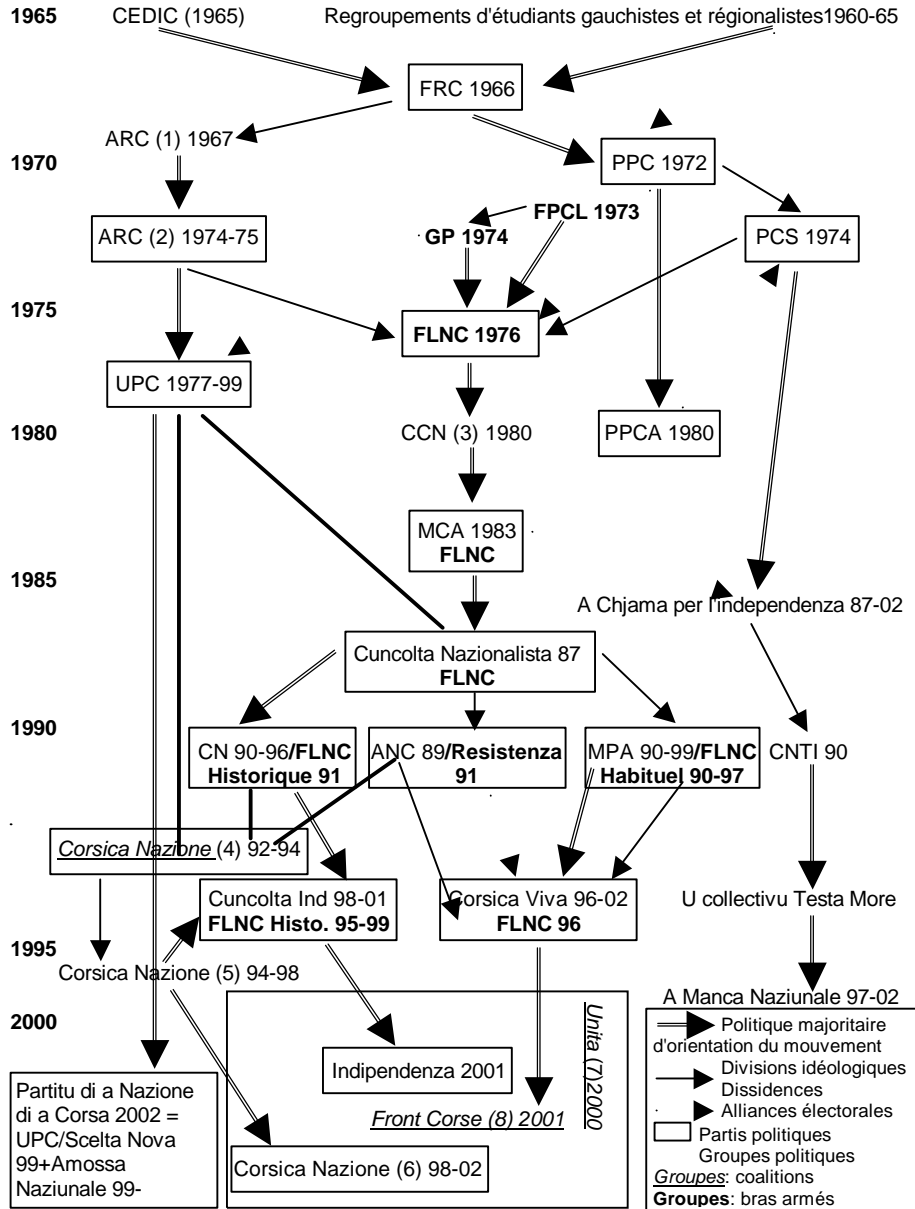 1965
CEDIC (1965)
Regroupements d'étudiants gauchistes et régionalistes1960-65
FRC 1966
ARC (1) 1967
1970
PPC 1972
FPCL 1973
GP 1974
ARC (2) 1974-75
PCS 1974
1975
FLNC 1976
UPC 1977-99
1980
CCN (3) 1980
PPCA 1980
MCA 1983
FLNC
1985
A Chjama per l'independenza 87-02
Cuncolta Nazionalista 87
FLNC
1990
CN 90-96/FLNC
Historique 91
ANC 89/Resistenza
91
MPA 90-99/FLNC
Habituel 90-97
CNTI 90
Corsica Nazione (4) 92-94
Cuncolta Ind 98-01
FLNC Histo. 95-99
Corsica Viva 96-02
FLNC 96
U collectivu Testa More
1995
Corsica Nazione (5) 94-98
A Manca Naziunale 97-02
2000
Unita (7)2000
Indipendenza 2001
Front Corse (8) 2001
Corsica Nazione (6) 98-02
Partitu di a Nazione
di a Corsa 2002 =
UPC/Scelta Nova
99+Amossa
Naziunale 99-
Politique majoritaire
d'orientation du mouvement
Divisions idéologiques
Dissidences
Alliances électorales
Partis politiques
Groupes politiques
Groupes: coalitions
Groupes: bras armés